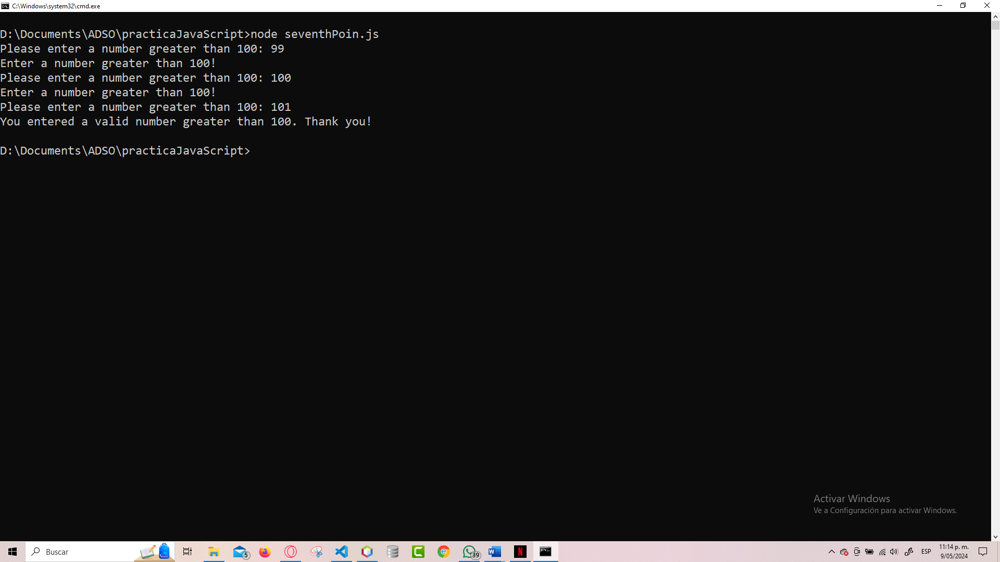 C:\Windows\system32\cmd.exe
D:\Documents\ADSO\practicaJavaScript>node seventhPoin.js
Please enter a number greater than 100: 99
Enter a number greater than 100!
Please enter a number greater than 100: 100
Enter a number greater than 100!
Please enter a number greater than 100: 101
You entered a valid number greater than 100. Thank you!
D:\Documents\ADSO\practicaJavaScript>
Activar Windows
Ve a Configuración para activar Windows.
Buscar
5
39
ESP
11:14 p. m.
9/05/2024